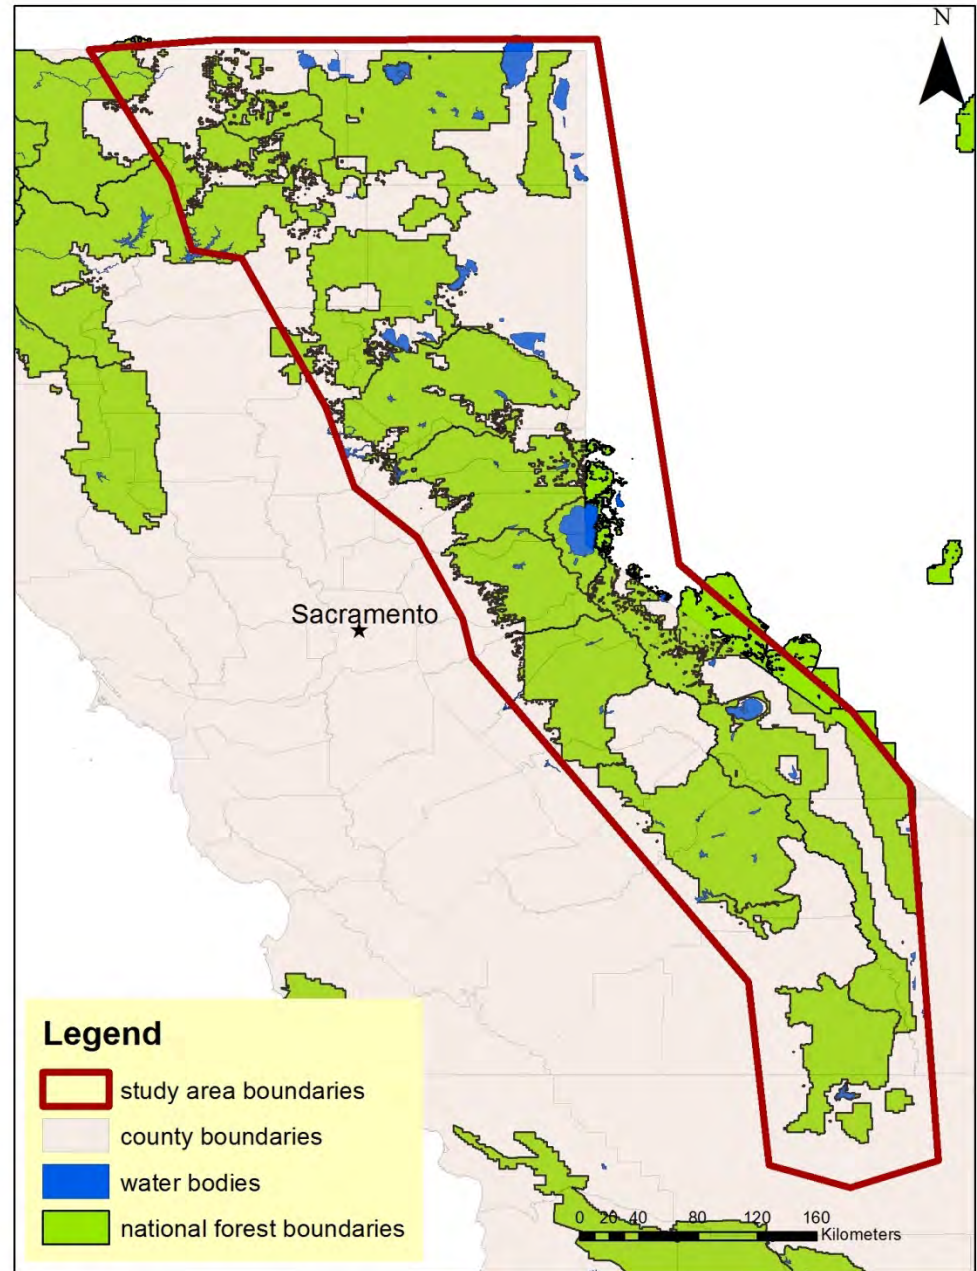 N
Sacramento
Legend
study area boundaries
county boundaries
water bodies
national forest boundaries
0 20 40 80 120 160
Kilometers